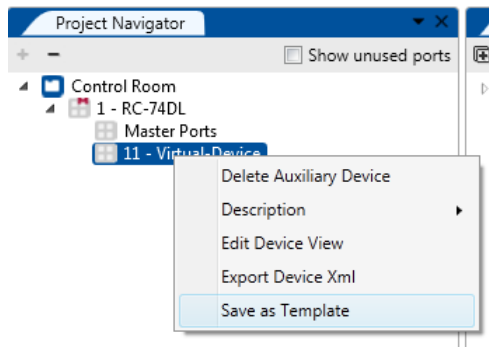 Project Navigator
Show unused ports
Control Room
1 - RC-74DL
Master Ports
11 - Virtual-Device
Delete Auxiliary Device
Description
Edit Device View
Export Device Xml
Save as Template